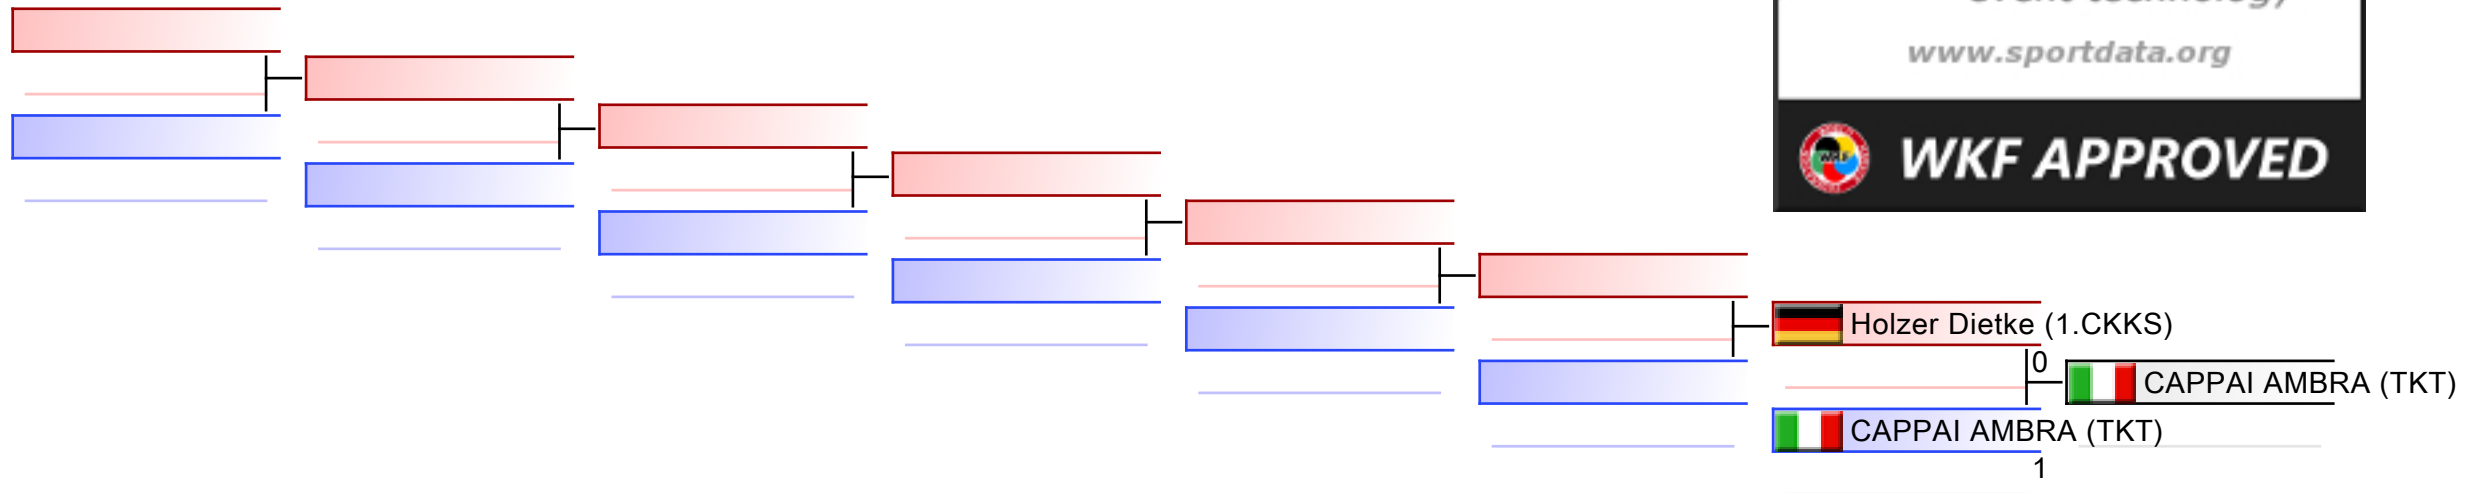 www.sportdata.org
WKF APPROVED
Holzer Dietke (1.CKKS)
0
CAPPAI AMBRA (TKT)
CAPPAI AMBRA (TKT)
1